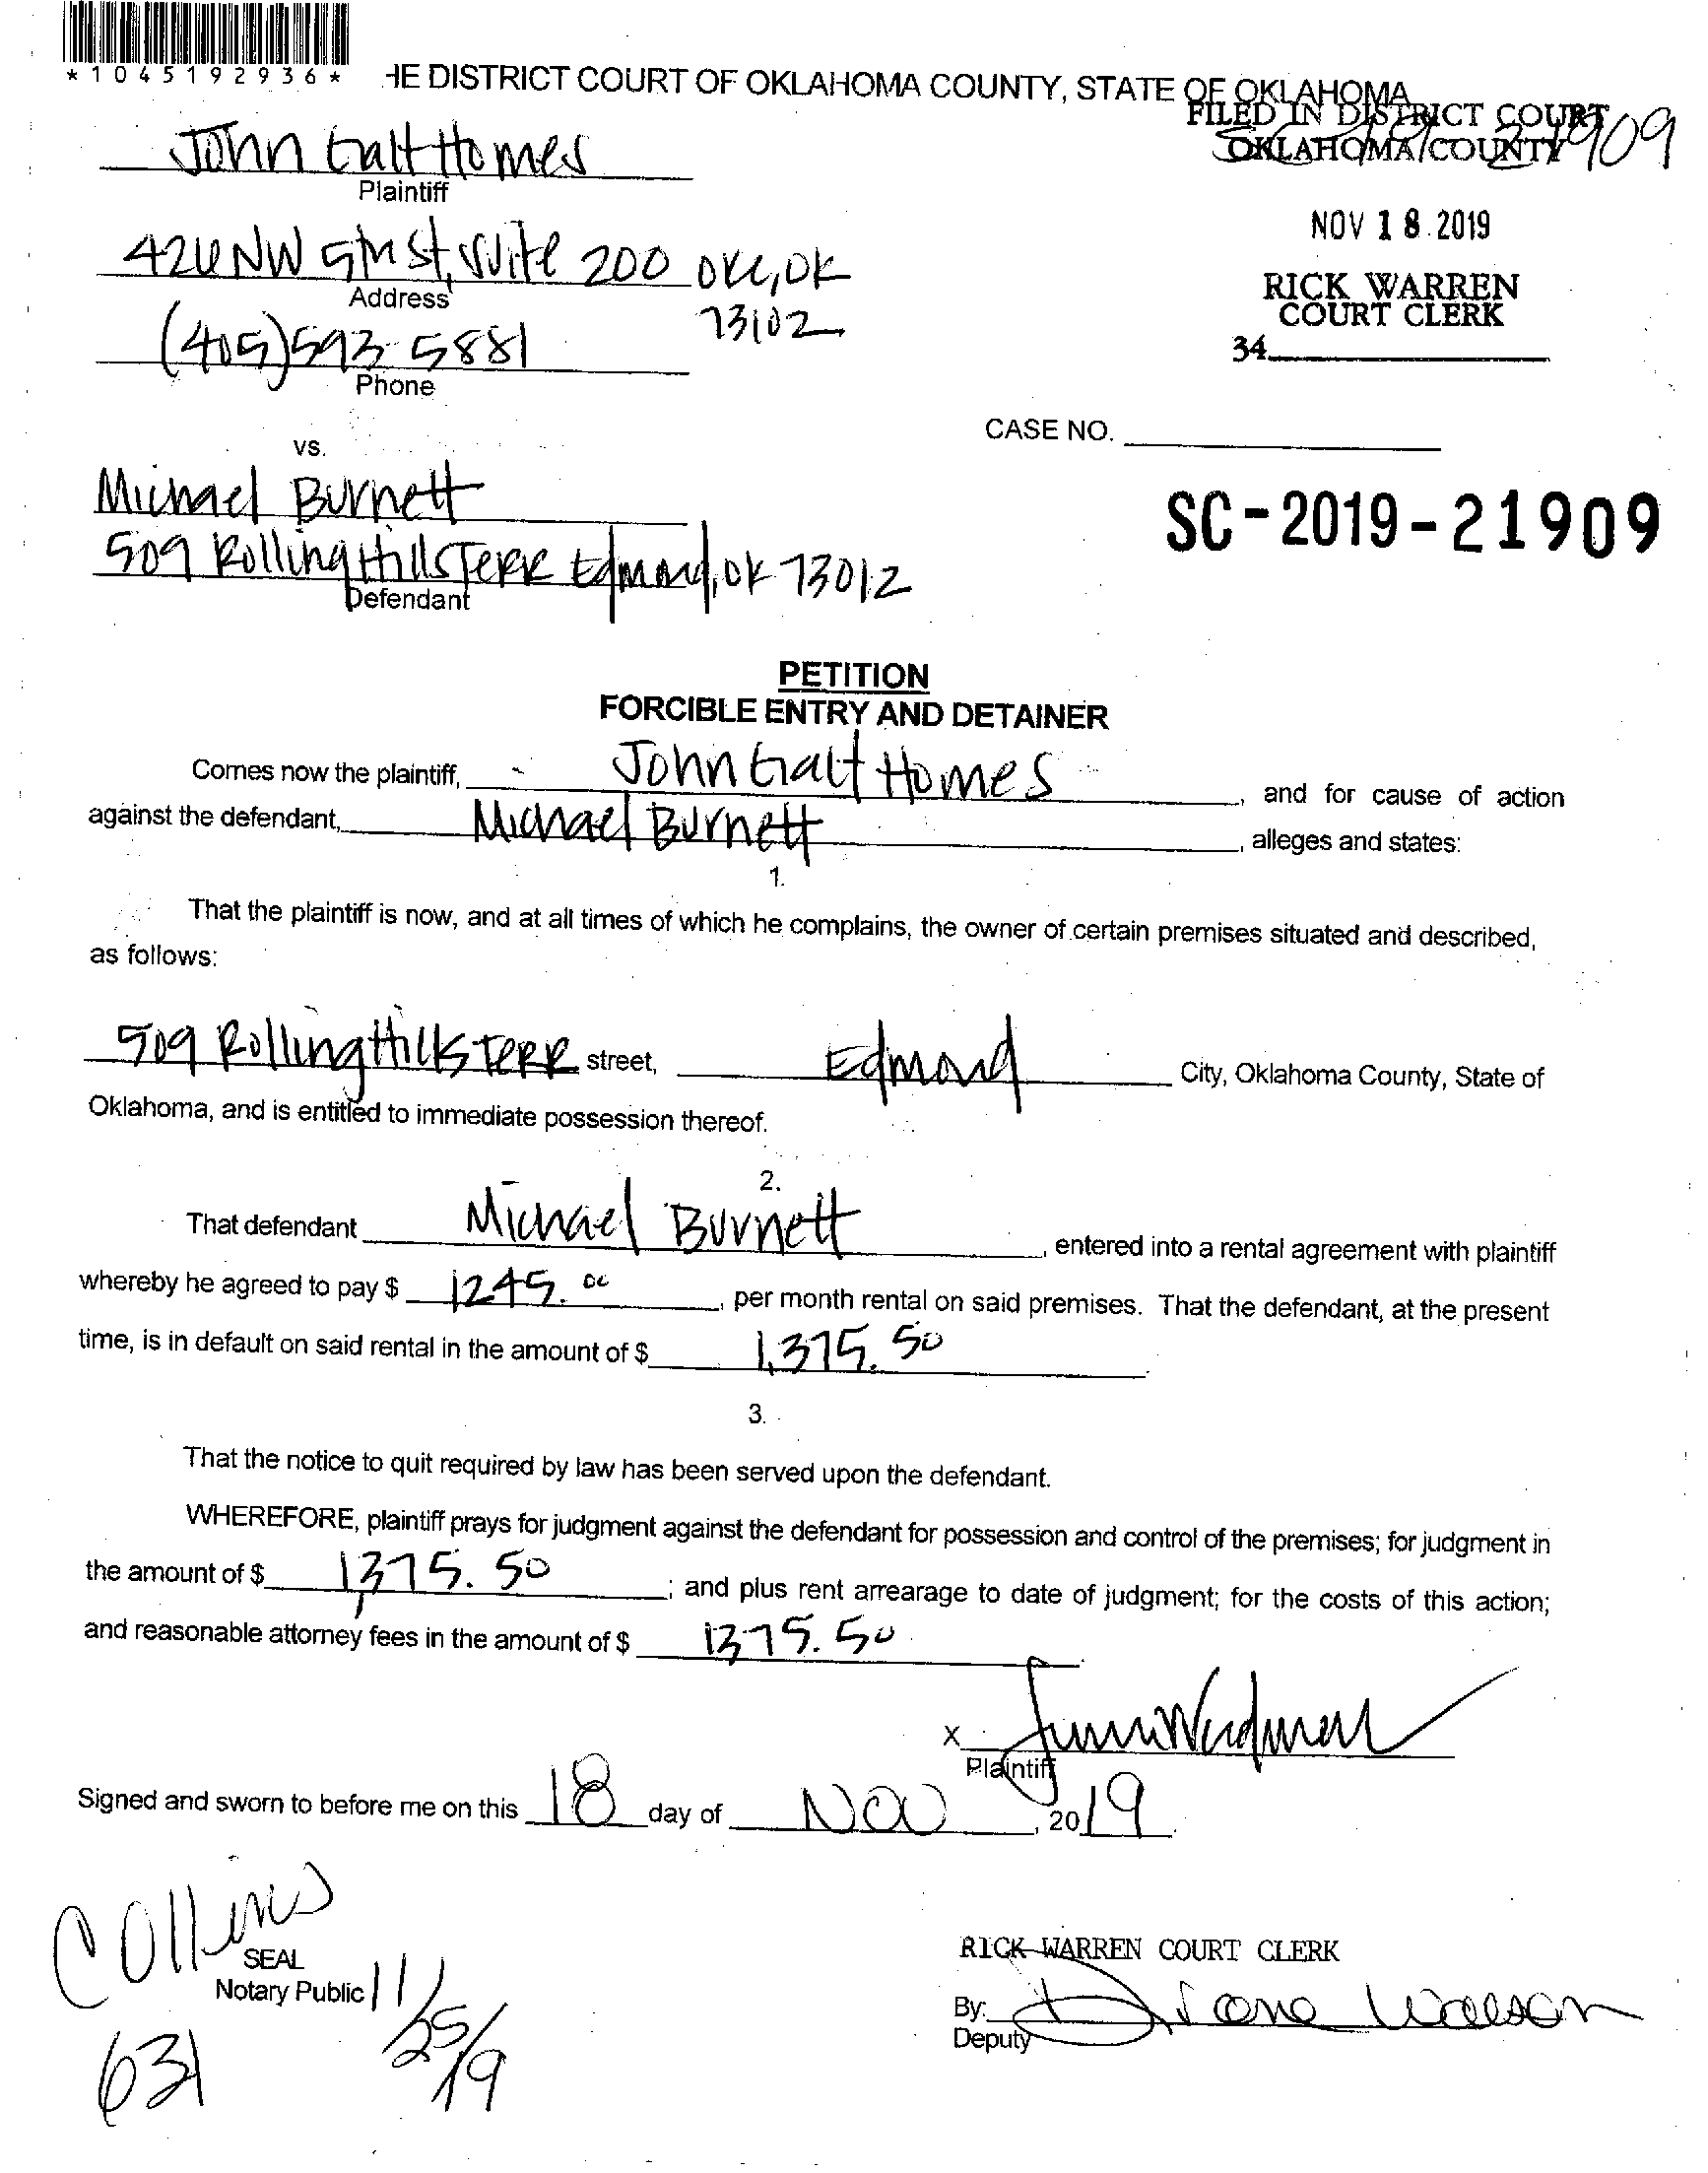 *10451929 36*
HE DISTRICT COURT OF OKLAHOMA COUNTY, STATE OF OKLAHOMA
FILED IN DISTRICT COURT
OKLAHOMA COUNTY
John Galt Homes
Plaintiff
NOV 18 2019
426 NW 5th St, Suite 200 OKC, OK
Address
73102
RICK WARREN
COURT CLERK
34
(405) 593-5881
Phone
CASE NO.
vs.
Michael Burnett
SC-2019-21909
509 Rolling Hills Terr Edmond, OK 73012
Defendant
PETITION
FORCIBLE ENTRY AND DETAINER
Comes now the plaintiff, John Galt Homes, and for cause of action
against the defendant, Michael Burnett, alleges and states:
1.
That the plaintiff is now, and at all times of which he complains, the owner of certain premises situated and described,
as follows:
509 Rolling Hills Terr street, Edmond City, Oklahoma County, State of
Oklahoma, and is entitled to immediate possession thereof.
2.
That defendant Michael Burnett, entered into a rental agreement with plaintiff
whereby he agreed to pay $ 1245.00, per month rental on said premises. That the defendant, at the present
time, is in default on said rental in the amount of $ 1,375.50.
3.
That the notice to quit required by law has been served upon the defendant.
WHEREFORE, plaintiff prays for judgment against the defendant for possession and control of the premises; for judgment in
the amount of $ 1,375.50; and plus rent arrearage to date of judgment; for the costs of this action;
and reasonable attorney fees in the amount of $ 1375.50.
X
Plaintiff
Signed and sworn to before me on this 18 day of Nov, 2019.
Collins
SEAL
Notary Public
11/25/19
631
RICK WARREN COURT CLERK
By:
Deputy